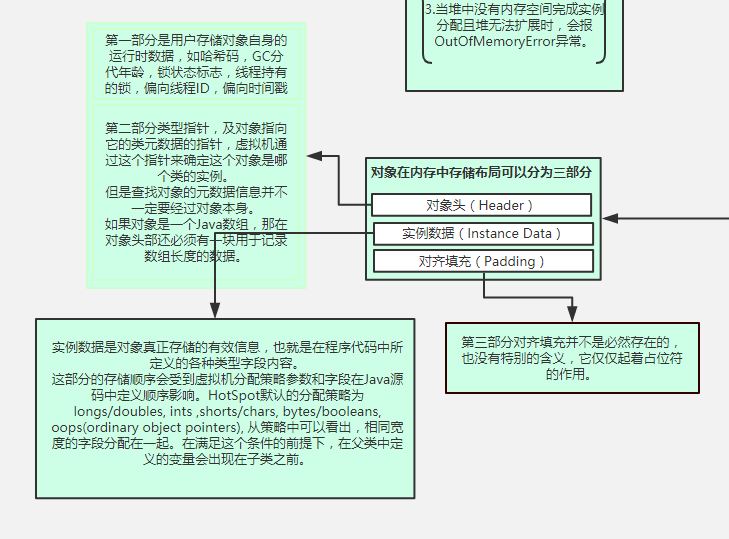 3.当堆中没有内存空间完成实例
分配且堆无法扩展时，会报
OutOfMemoryError异常。
第一部分是用户存储对象自身的
运行时数据，如哈希码，GC分
代年龄，锁状态标志，线程持有
的锁，偏向线程ID，偏向时间戳
第二部分类型指针，及对象指向
它的类元数据的指针，虚拟机通
过这个指针来确定这个对象是哪
个类的实例。
但是查找对象的元数据信息并不
一定要经过对象本身。
如果对象是一个Java数组，那在
对象头部还必须有一块用于记录
数组长度的数据。
对象在内存中存储布局可以分为三部分
对象头（Header）
实例数据（Instance Data）
对齐填充（Padding）
实例数据是对象真正存储的有效信息，也就是在程序代码中所
定义的各种类型字段内容。
这部分的存储顺序会受到虚拟机分配策略参数和字段在Java源
码中定义顺序影响。HotSpot默认的分配策略为
longs/doubles, ints ,shorts/chars, bytes/booleans,
oops(ordinary object pointers), 从策略中可以看出，相同宽
度的字段分配在一起。在满足这个条件的前提下，在父类中定
义的变量会出现在子类之前。
第三部分对齐填充并不是必然存在的，
也没有特别的含义，它仅仅起着占位符
的作用。